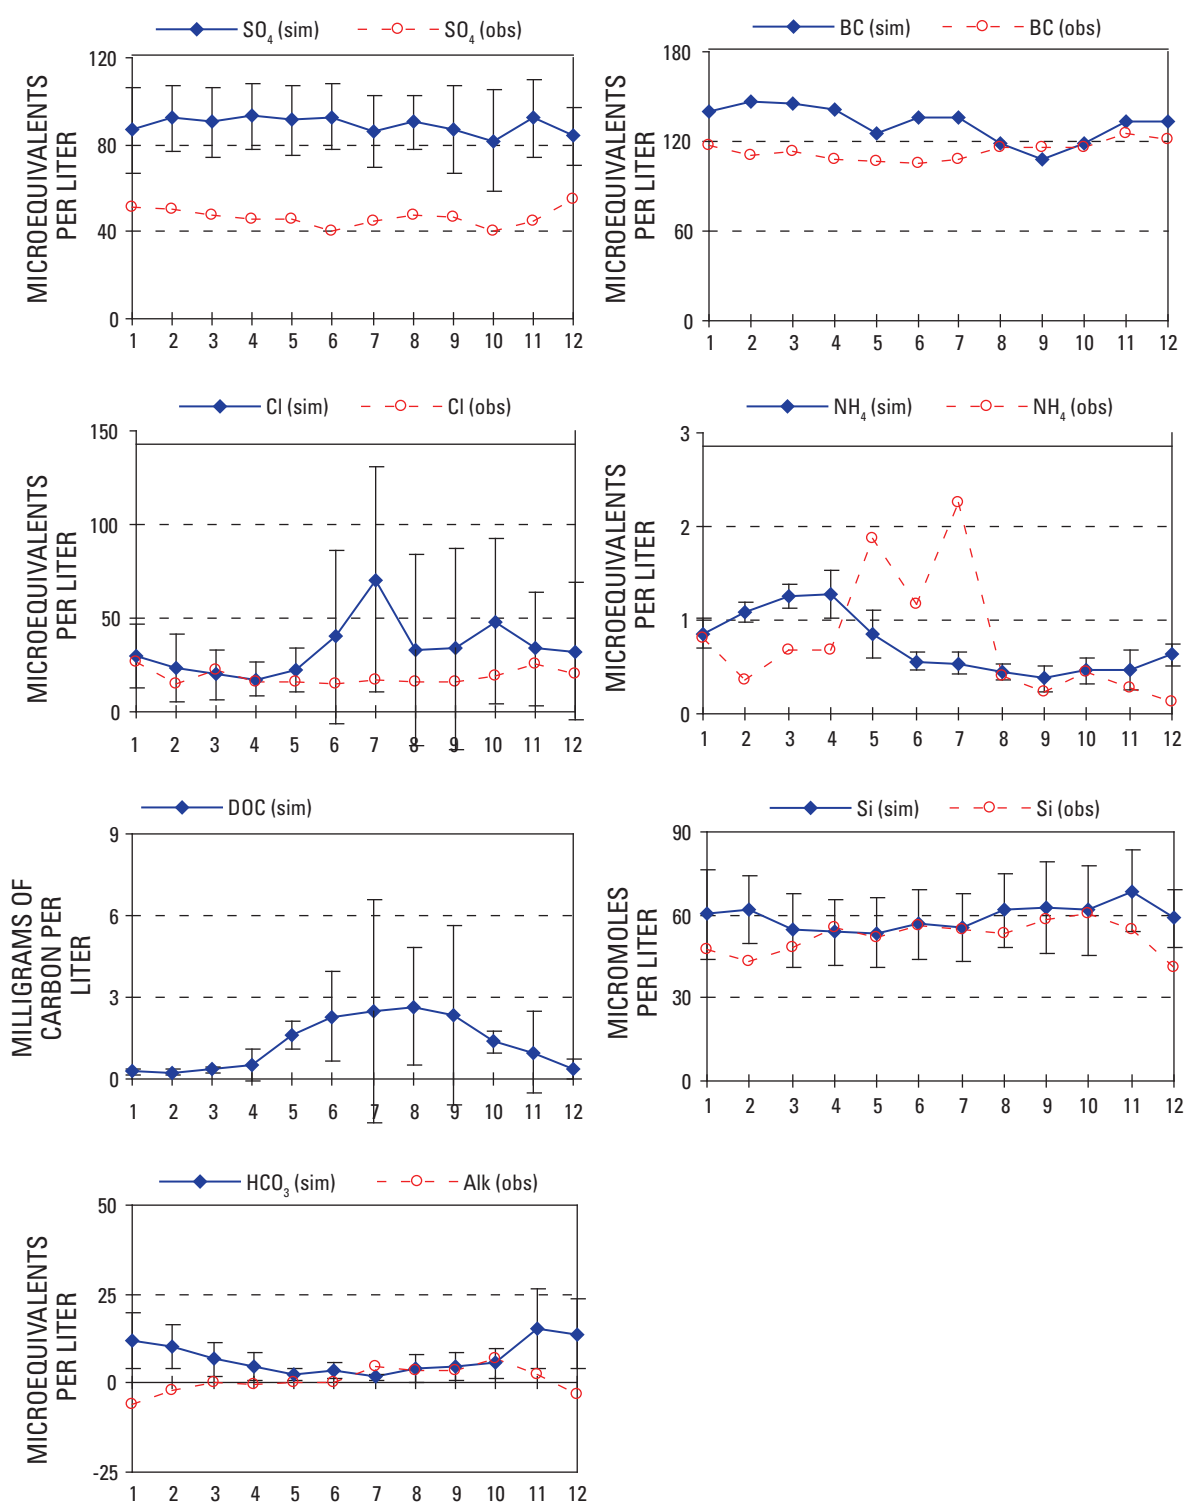 SO₄ (sim) SO₄ (obs)
MICROEQUIVALENTS
PER LITER
120
80
40
0
1 2 3 4 5 6 7 8 9 10 11 12
BC (sim) BC (obs)
MICROEQUIVALENTS
PER LITER
180
120
60
0
1 2 3 4 5 6 7 8 9 10 11 12
Cl (sim) Cl (obs)
MICROEQUIVALENTS
PER LITER
150
100
50
0
1 2 3 4 5 6 7 8 9 10 11 12
NH₄ (sim) NH₄ (obs)
MICROEQUIVALENTS
PER LITER
3
2
1
0
1 2 3 4 5 6 7 8 9 10 11 12
DOC (sim)
MILLIGRAMS OF
CARBON PER
LITER
9
6
3
0
1 2 3 4 5 6 7 8 9 10 11 12
Si (sim) Si (obs)
MICROMOLES
PER LITER
90
60
30
0
1 2 3 4 5 6 7 8 9 10 11 12
HCO₃ (sim) Alk (obs)
MICROEQUIVALENTS
PER LITER
50
25
0
-25
1 2 3 4 5 6 7 8 9 10 11 12